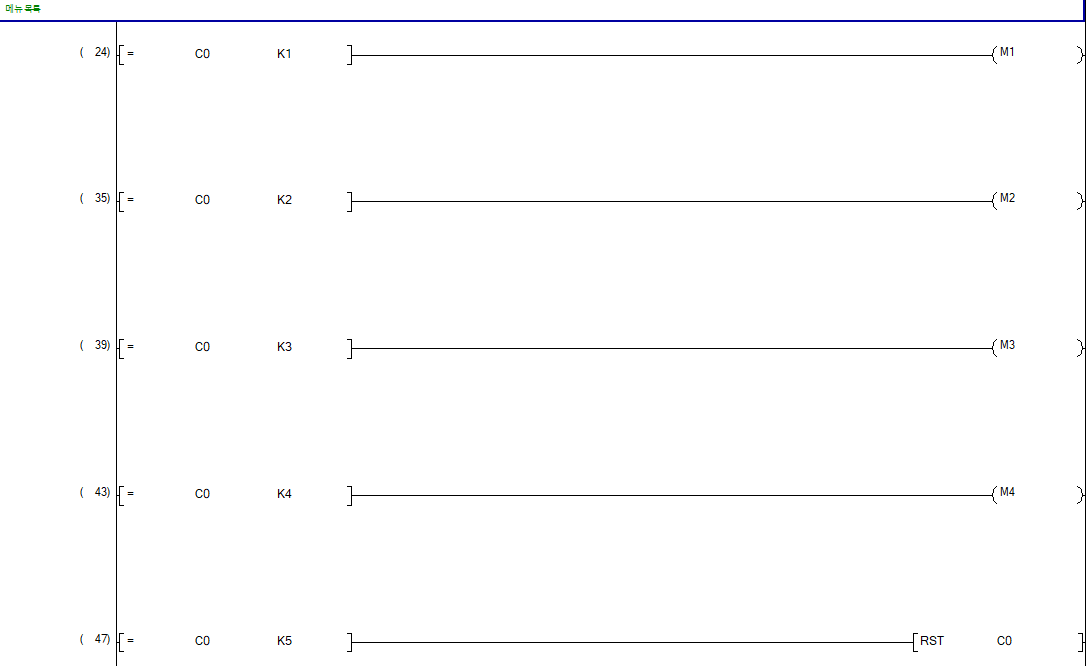 메뉴 목록
( 24) [ = C0 K1 ] ( M1 )
( 35) [ = C0 K2 ] ( M2 )
( 39) [ = C0 K3 ] ( M3 )
( 43) [ = C0 K4 ] ( M4 )
( 47) [ = C0 K5 ] [ RST C0 ]